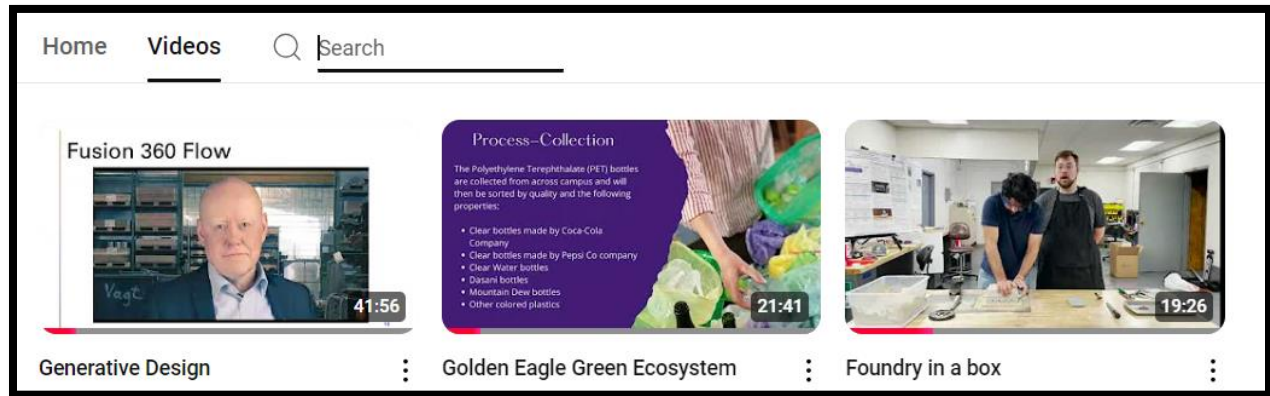 Home Videos Search
Fusion 360 Flow
Vagt
41:56
Generative Design
Process–Collection
The Polyethylene Terephthalate (PET) bottles
are collected from across campus and will
then be sorted by quality and the following
properties:
• Clear bottles made by Coca-Cola
Company
• Clear bottles made by Pepsi Co company
• Clear Water bottles
• Dasani bottles
• Mountain Dew bottles
• Other colored plastics
21:41
Golden Eagle Green Ecosystem
19:26
Foundry in a box